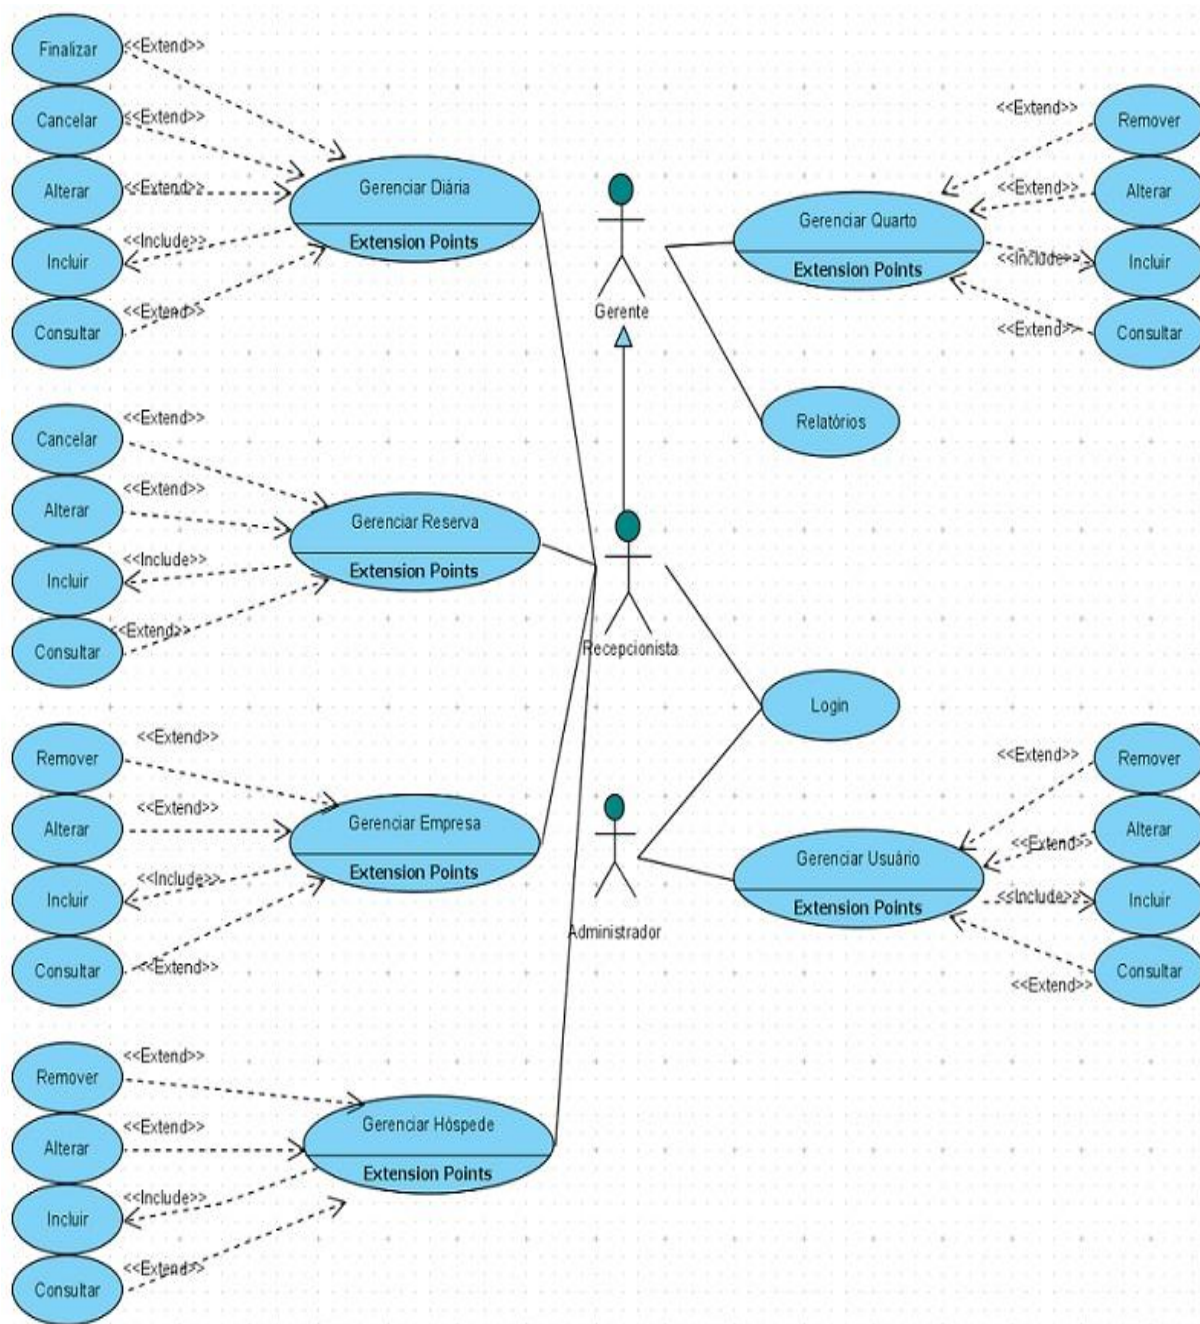 Finalizar
<<Extend>>
Cancelar
<<Extend>>
Alterar
<<Extend>>
Incluir
<<Include>>
Consultar
<<Extend>>
Gerenciar Diária
Extension Points
Gerente
Gerenciar Quarto
Extension Points
<<Extend>>
Remover
<<Extend>>
Alterar
<<Include>>
Incluir
<<Extend>>
Consultar
Relatórios
Cancelar
<<Extend>>
Alterar
<<Extend>>
Incluir
<<Include>>
Consultar
<<Extend>>
Gerenciar Reserva
Extension Points
Recepcionista
Login
Remover
<<Extend>>
Alterar
<<Extend>>
Incluir
<<Include>>
Consultar
<<Extend>>
Gerenciar Empresa
Extension Points
Administrador
Gerenciar Usuário
Extension Points
<<Extend>>
Remover
<<Extend>>
Alterar
<<Include>>
Incluir
<<Extend>>
Consultar
Remover
<<Extend>>
Alterar
<<Extend>>
Incluir
<<Include>>
Consultar
<<Extend>>
Gerenciar Hóspede
Extension Points